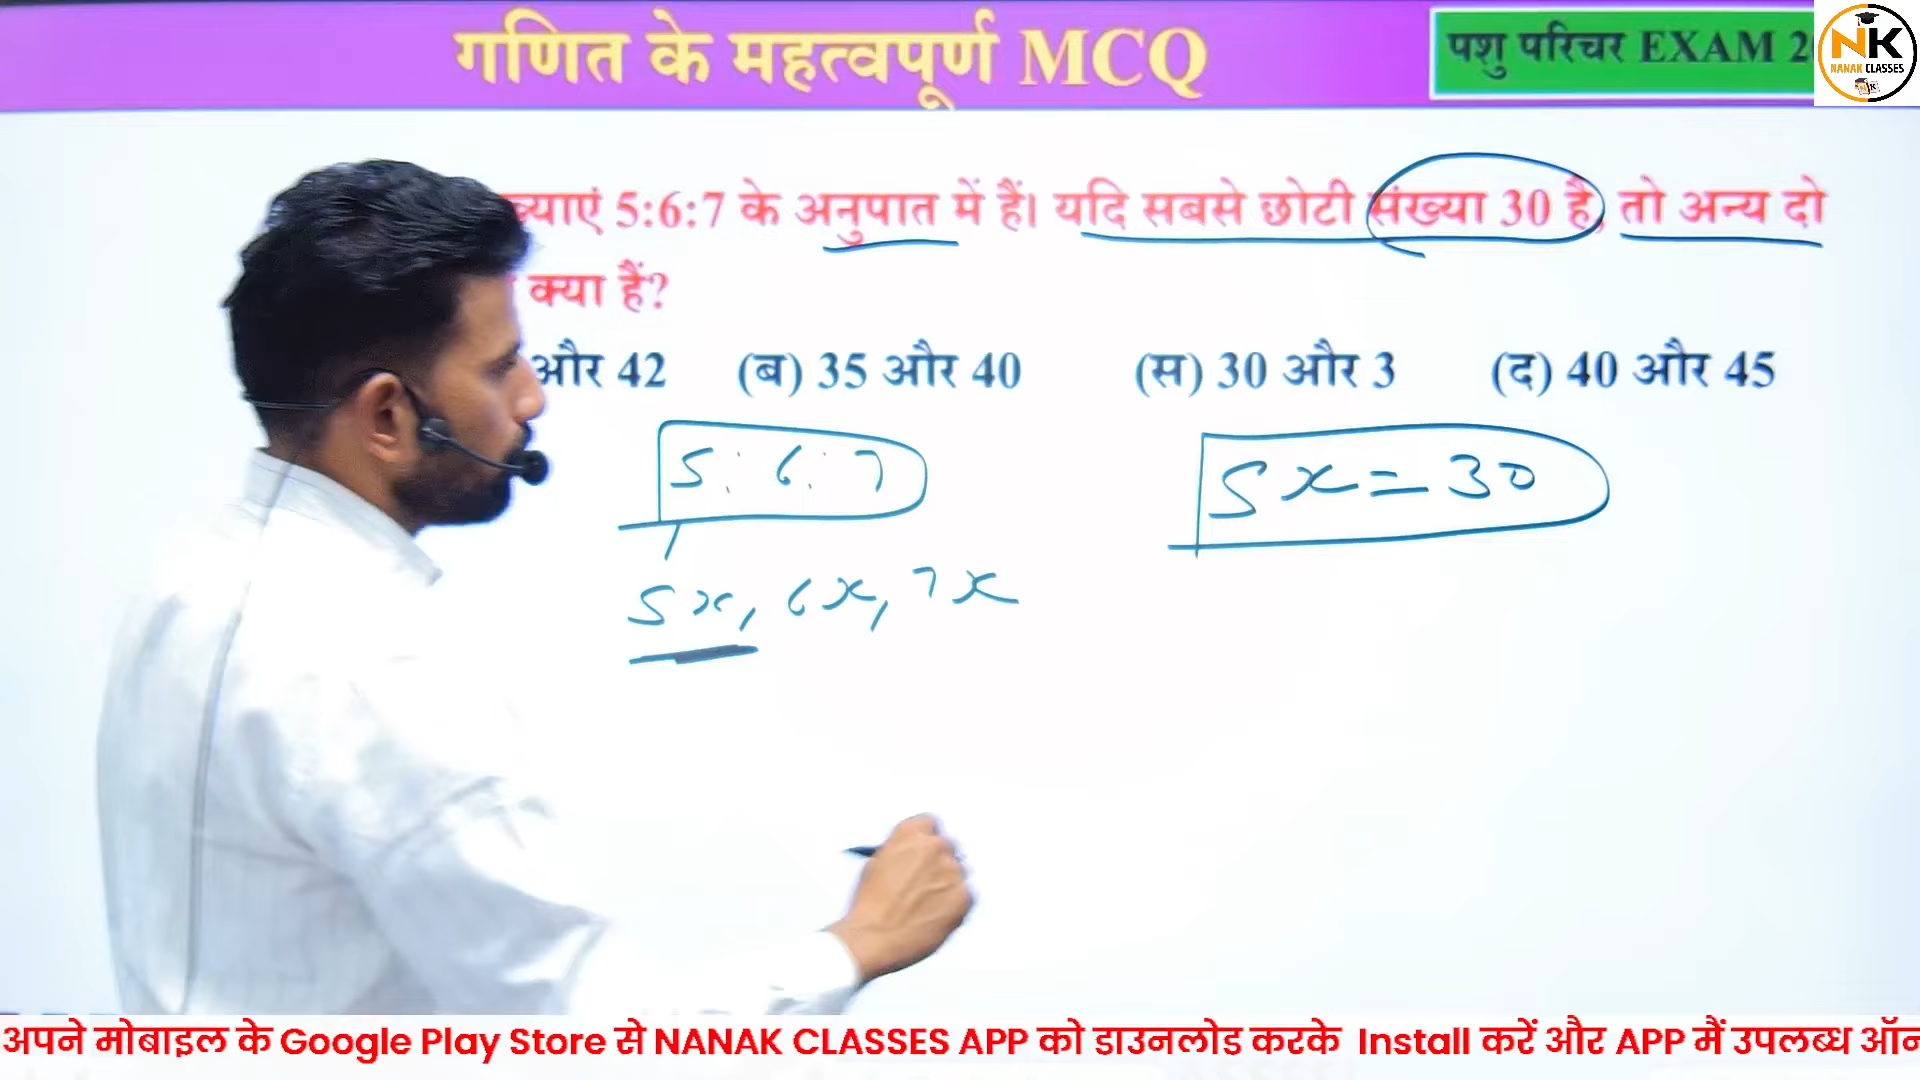 गणित के महत्वपूर्ण MCQ
पशु परिचर EXAM
NK
NANAK CLASSES
5:6:7 के अनुपात में हैं। यदि सबसे छोटी संख्या 30 है, तो अन्य दो
क्या हैं?
और 42 (ब) 35 और 40 (स) 30 और 3 (द) 40 और 45
5 : 6 : 7
5x = 30
5x, 6x, 7x
अपने मोबाइल के Google Play Store से NANAK CLASSES APP को डाउनलोड करके Install करें और APP मैं उपलब्ध